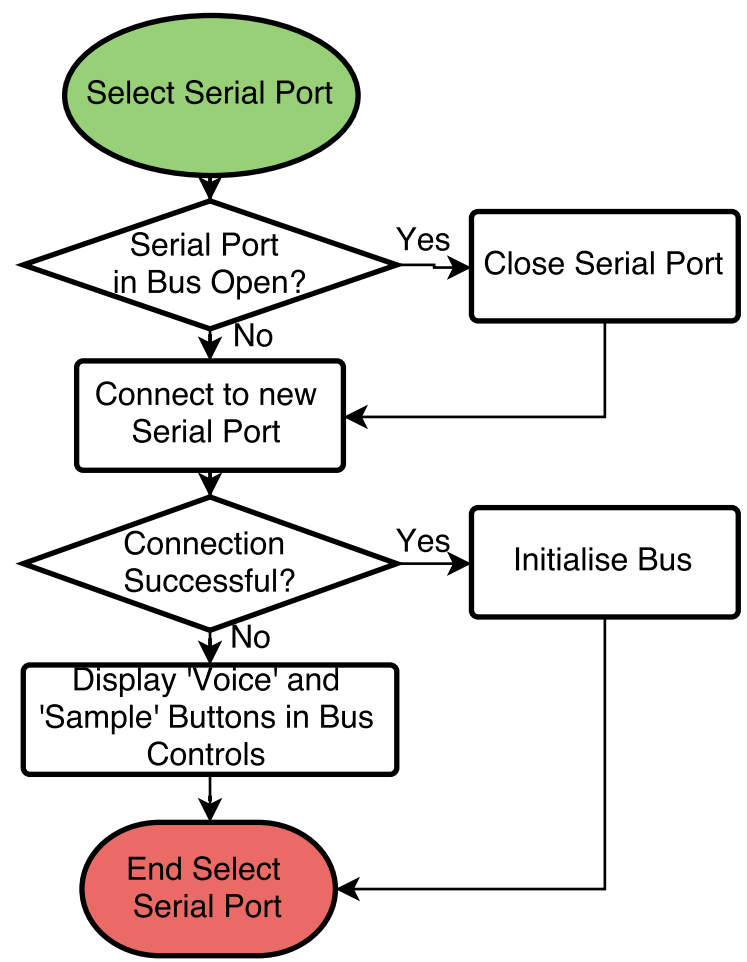 Select Serial Port
Serial Port
in Bus Open?
Yes
Close Serial Port
No
Connect to new
Serial Port
Connection
Successful?
Yes
Initialise Bus
No
Display 'Voice' and
'Sample' Buttons in Bus
Controls
End Select
Serial Port